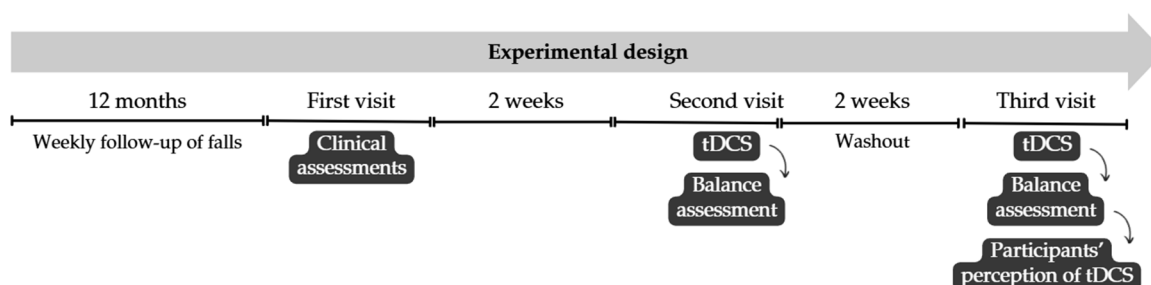 Experimental design
12 months
First visit
2 weeks
Second visit
2 weeks
Third visit
Weekly follow-up of falls
Clinical
assessments
tDCS
Balance
assessment
Washout
tDCS
Balance
assessment
Participants'
perception of tDCS